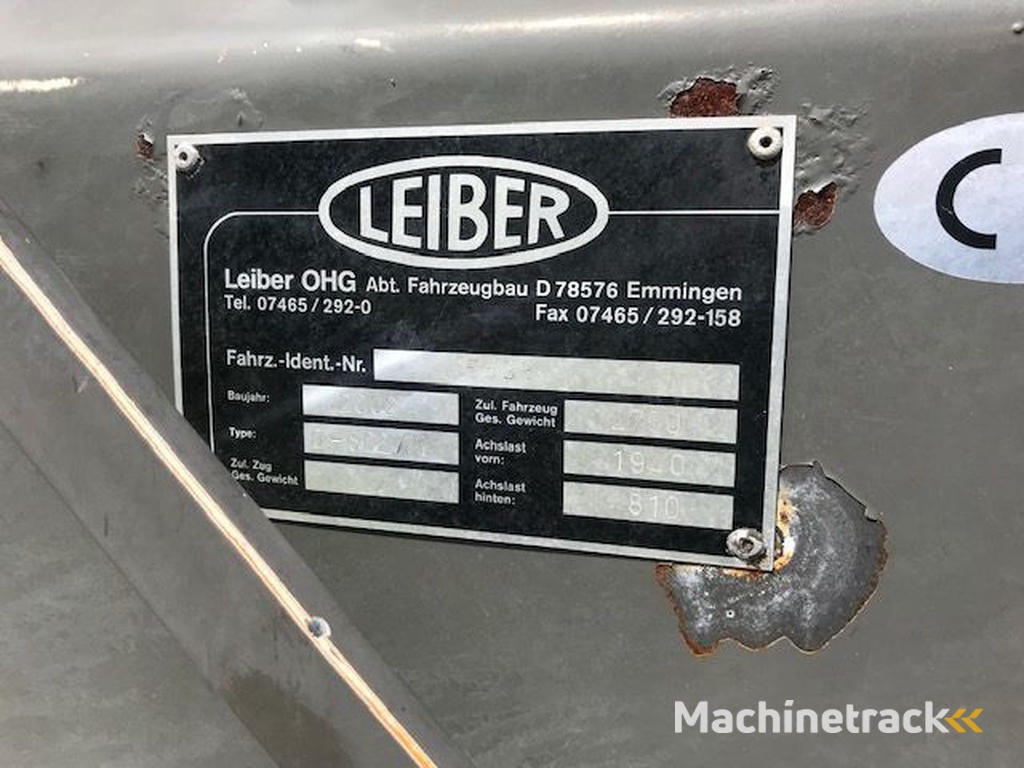 LEIBER
Leiber OHG Abt. Fahrzeugbau D 78576 Emmingen
Tel. 07465/292-0 Fax 07465/292-158
Fahrz.-Ident.-Nr.
Baujahr: 2002 Zul. Fahrzeug Ges. Gewicht
Type: Achslast vorn:
Zul. Zug Ges. Gewicht Achslast hinten: 810
C
Machinetrack